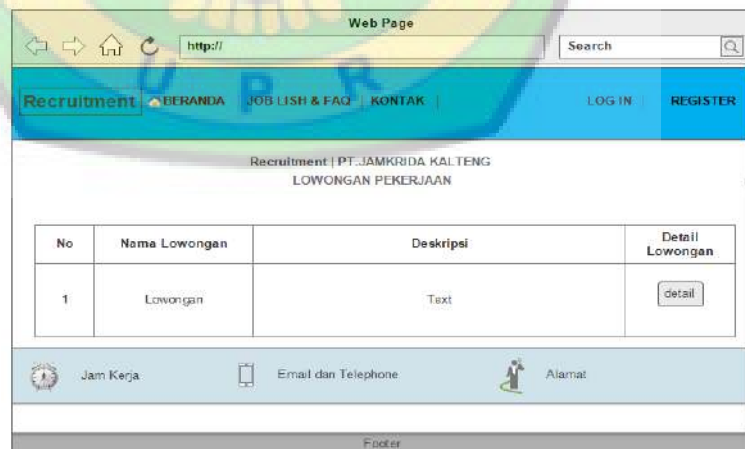 Web Page
http://
Search
UPR
Recruitment BERANDA JOB LISH & FAQ | KONTAK | LOG IN | REGISTER
Recruitment | PT.JAMKRIDA KALTENG
LOWONGAN PEKERJAAN
No Nama Lowongan Deskripsi Detail Lowongan
1 Lowongan Text detail
Jam Kerja Email dan Telephone Alamat
Footer